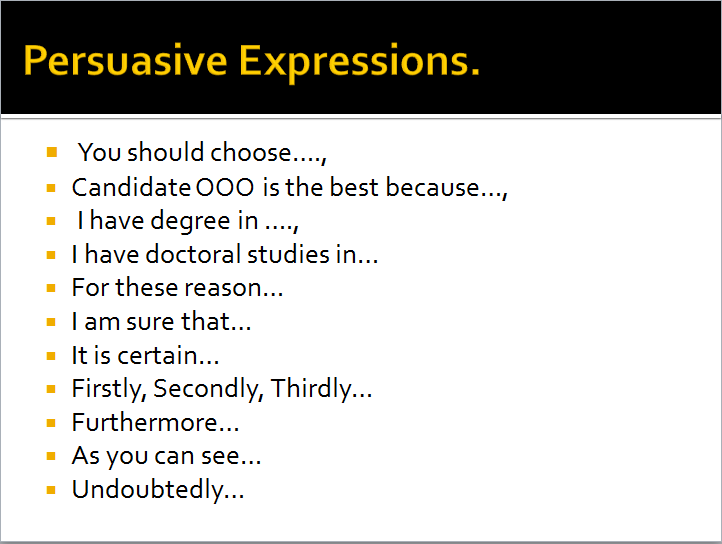 Persuasive Expressions.
You should choose....,
Candidate OOO is the best because...,
I have degree in ....,
I have doctoral studies in...
For these reason...
I am sure that...
It is certain...
Firstly, Secondly, Thirdly...
Furthermore...
As you can see...
Undoubtedly...